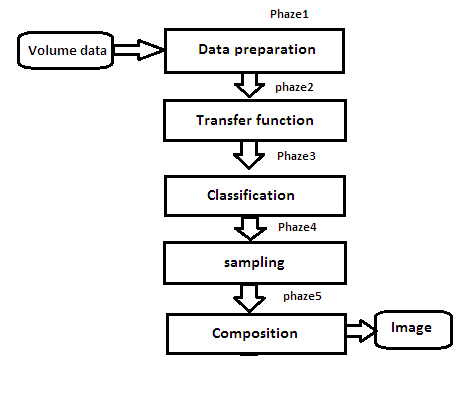 Phaze1
Volume data
Data preparation
phaze2
Transfer function
Phaze3
Classification
Phaze4
sampling
phaze5
Composition
Image